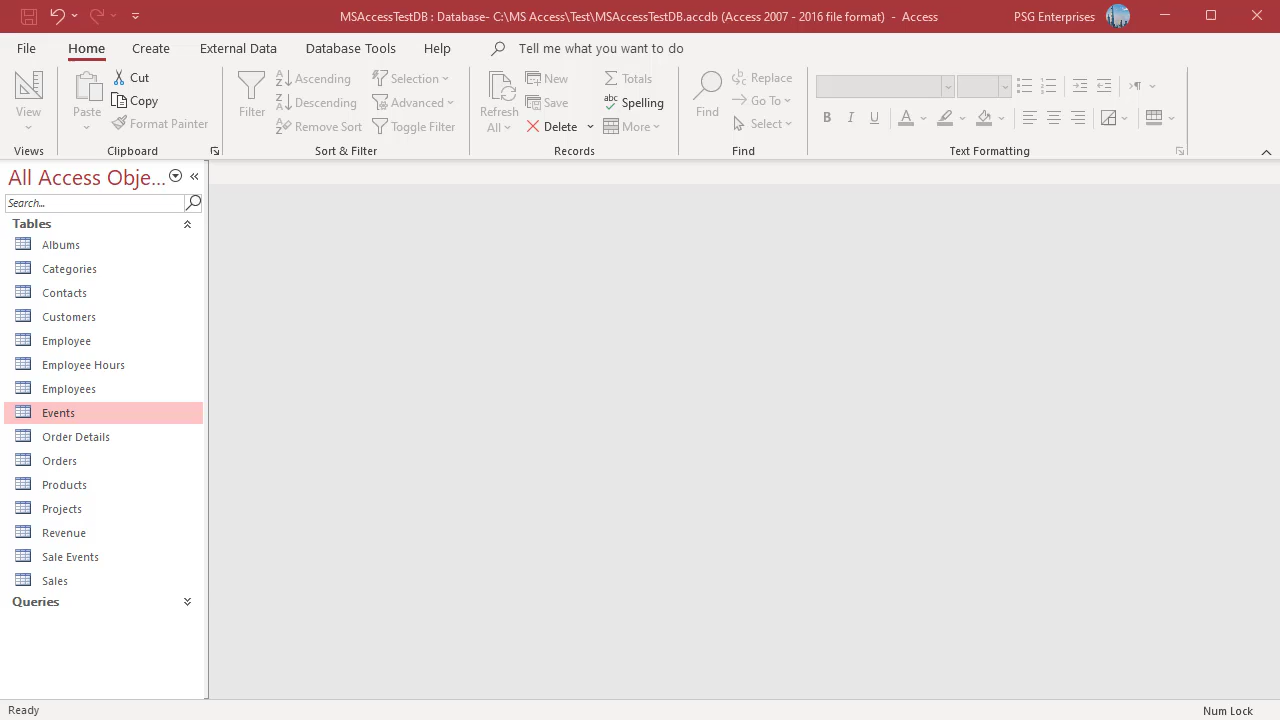 MSAccessTestDB : Database- C:\MS Access\Test\MSAccessTestDB.accdb (Access 2007 - 2016 file format) - Access
PSG Enterprises
File Home Create External Data Database Tools Help Tell me what you want to do
View
Views
Paste
Cut
Copy
Format Painter
Clipboard
Filter
Ascending
Descending
Remove Sort
Selection
Advanced
Toggle Filter
Sort & Filter
Refresh
All
New
Save
Delete
Totals
Spelling
More
Records
Find
Replace
Go To
Select
Find
B I U A
Text Formatting
All Access Obje...
Search...
Tables
Albums
Categories
Contacts
Customers
Employee
Employee Hours
Employees
Events
Order Details
Orders
Products
Projects
Revenue
Sale Events
Sales
Queries
Ready
Num Lock